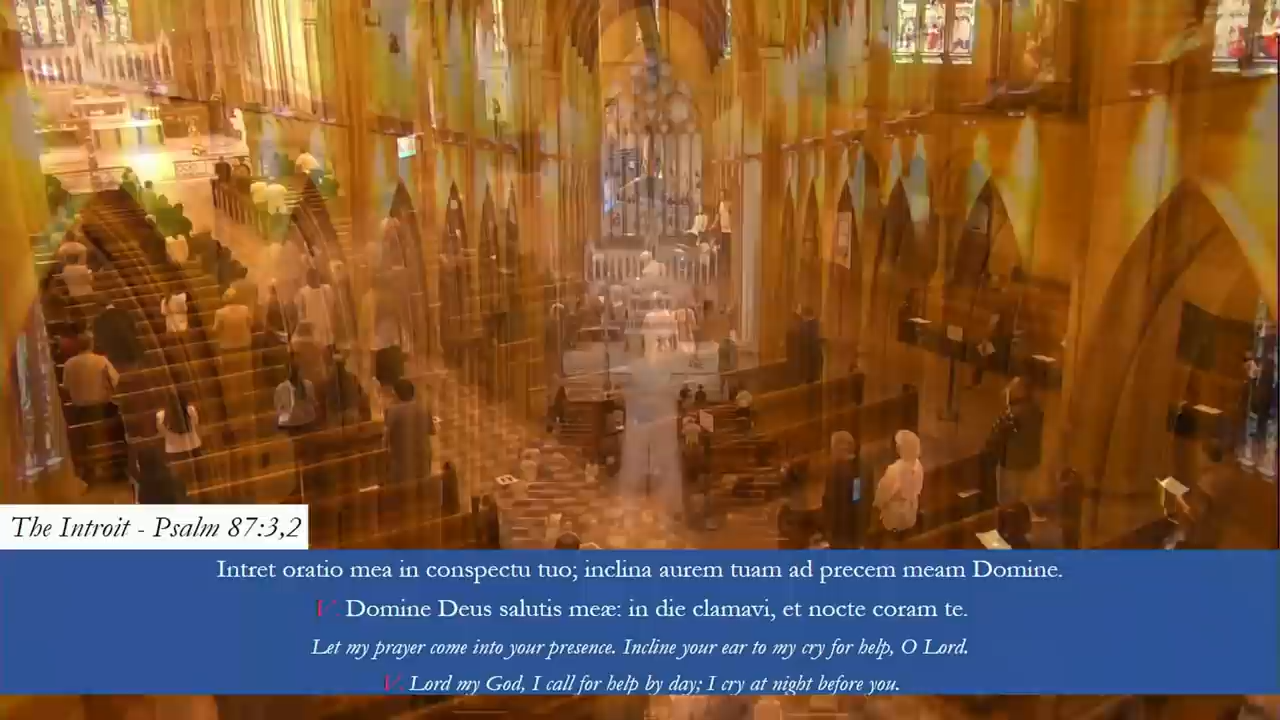 The Introit - Psalm 87:3,2
Intret oratio mea in conspectu tuo; inclina aurem tuam ad precem meam Domine.
V. Domine Deus salutis meæ: in die clamavi, et nocte coram te.
Let my prayer come into your presence. Incline your ear to my cry for help, O Lord.
V. Lord my God, I call for help by day; I cry at night before you.